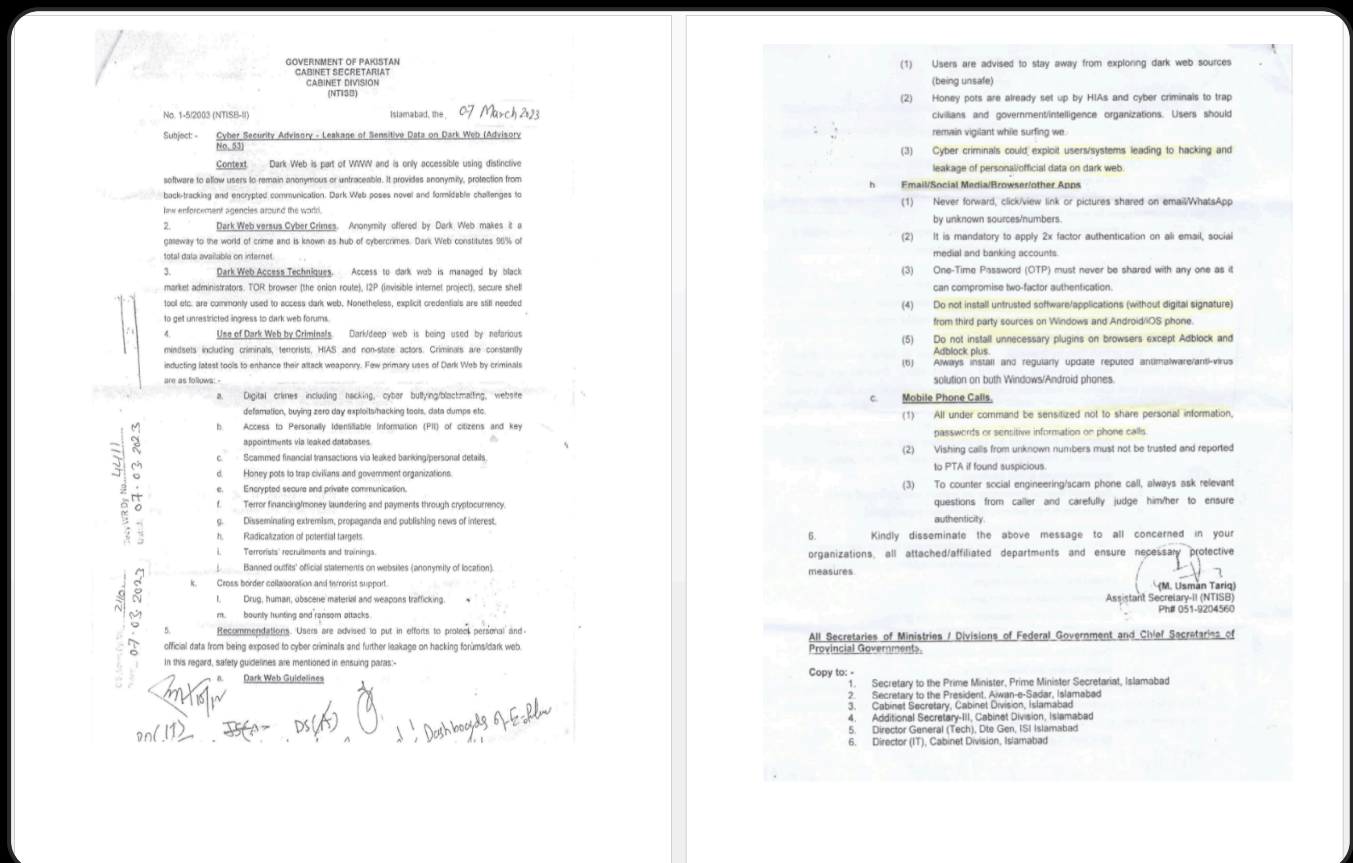 GOVERNMENT OF PAKISTAN
CABINET SECRETARIAT
CABINET DIVISION
(NTISB)
No. 1-5/2003 (NTISB-II) Islamabad, the, 07 March 2023
Subject:- Cyber Security Advisory - Leakage of Sensitive Data on Dark Web (Advisory
No. 53)
Context Dark Web is part of WWW and is only accessible using distinctive
software to allow users to remain anonymous or untraceable. It provides anonymity, protection from
back-tracking and encrypted communication. Dark Web poses novel and formidable challenges to
law enforcement agencies around the world.
2. Dark Web versus Cyber Crimes. Anonymity offered by Dark Web makes it a
gateway to the world of crime and is known as hub of cybercrimes. Dark Web constitutes 96% of
total data available on internet.
3. Dark Web Access Techniques. Access to dark web is managed by black
market administrators. TOR browser (the onion route), I2P (invisible internet project), secure shell
tool etc. are commonly used to access dark web. Nonetheless, explicit credentials are still needed
to get unrestricted ingress to dark web forums.
4. Use of Dark Web by Criminals. Dark/deep web is being used by nefarious
mindsets including criminals, terrorists, HIAS and non-state actors. Criminals are constantly
inducting latest tools to enhance their attack weaponry. Few primary uses of Dark Web by criminals
are as follows:-
a. Digital crimes including hacking, cyber bullying/blackmailing, website
defamation, buying zero day exploits/hacking tools, data dumps etc.
b. Access to Personally Identifiable Information (PII) of citizens and key
appointments via leaked databases.
c. Scammed financial transactions via leaked banking/personal details.
d. Honey pots to trap civilians and government organizations.
e. Encrypted secure and private communication.
f. Terror financing/money laundering and payments through cryptocurrency.
g. Disseminating extremism, propaganda and publishing news of interest.
h. Radicalization of potential targets
i. Terrorists' recruitments and trainings.
j. Banned outfits' official statements on websites (anonymity of location).
k. Cross border collaboration and terrorist support.
l. Drug, human, obscene material and weapons trafficking.
m. bounty hunting and ransom attacks.
5. Recommendations. Users are advised to put in efforts to protect personal and
official data from being exposed to cyber criminals and further leakage on hacking forums/dark web.
In this regard, safety guidelines are mentioned in ensuing paras:-
a. Dark Web Guidelines
DS(A)
Dashboards of
4411
07.03.2023
07.03.2023
(1) Users are advised to stay away from exploring dark web sources
(being unsafe)
(2) Honey pots are already set up by HIAs and cyber criminals to trap
civilians and government/intelligence organizations. Users should
remain vigilant while surfing we.
(3) Cyber criminals could exploit users/systems leading to hacking and
leakage of personal/official data on dark web.
h Email/Social Media/Browser/other Apps
(1) Never forward, click/view link or pictures shared on email/WhatsApp
by unknown sources/numbers.
(2) It is mandatory to apply 2x factor authentication on all email, social
medial and banking accounts.
(3) One-Time Password (OTP) must never be shared with any one as it
can compromise two-factor authentication.
(4) Do not install untrusted software/applications (without digital signature)
from third party sources on Windows and Android/iOS phone.
(5) Do not install unnecessary plugins on browsers except Adblock and
Adblock plus.
(6) Always install and regularly update reputed antimalware/anti-virus
solution on both Windows/Android phones.
c. Mobile Phone Calls.
(1) All under command be sensitized not to share personal information,
passwords or sensitive information on phone calls.
(2) Vishing calls from unknown numbers must not be trusted and reported
to PTA if found suspicious.
(3) To counter social engineering/scam phone call, always ask relevant
questions from caller and carefully judge him/her to ensure
authenticity.
6. Kindly disseminate the above message to all concerned in your
organizations, all attached/affiliated departments and ensure necessary protective
measures.
(M. Usman Tariq)
Assistant Secretary-II (NTISB)
Ph# 051-9204560
All Secretaries of Ministries / Divisions of Federal Government and Chief Secretaries of
Provincial Governments.
Copy to: -
1. Secretary to the Prime Minister, Prime Minister Secretariat, Islamabad
2. Secretary to the President, Aiwan-e-Sadar, Islamabad
3. Cabinet Secretary, Cabinet Division, Islamabad
4. Additional Secretary-III, Cabinet Division, Islamabad
5. Director General (Tech), Dte Gen, ISI Islamabad
6. Director (IT), Cabinet Division, Islamabad